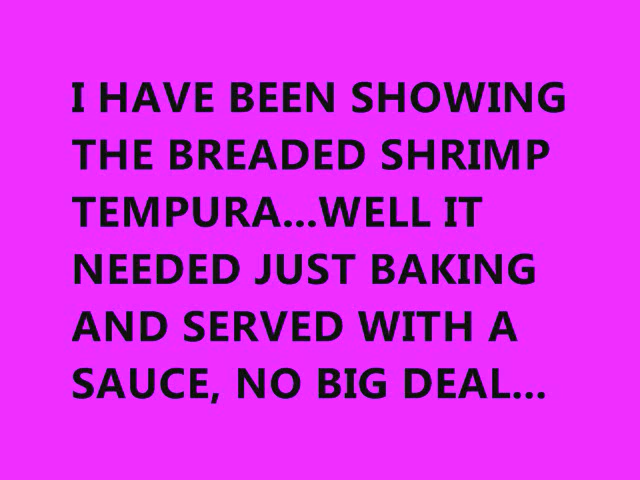 I HAVE BEEN SHOWING
THE BREADED SHRIMP
TEMPURA...WELL IT
NEEDED JUST BAKING
AND SERVED WITH A
SAUCE, NO BIG DEAL...